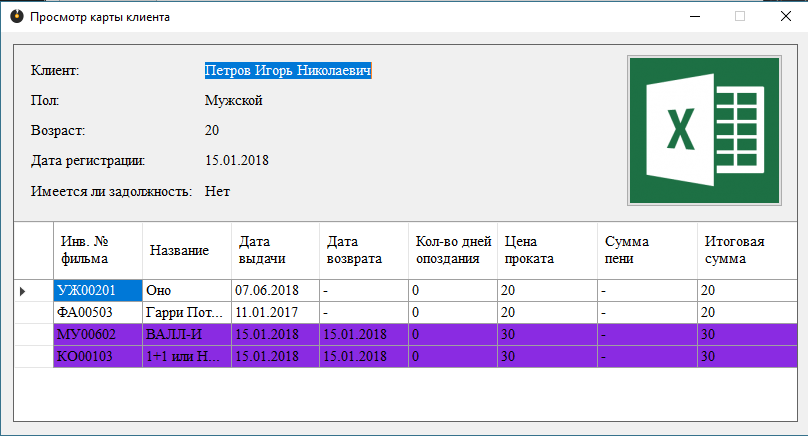 Просмотр карты клиента
Клиент: Петров Игорь Николаевич
Пол: Мужской
Возраст: 20
Дата регистрации: 15.01.2018
Имеется ли задолжность: Нет
X
Инв. № фильма Название Дата выдачи Дата возврата Кол-во дней опоздания Цена проката Сумма пени Итоговая сумма
УЖ00201 Оно 07.06.2018 - 0 20 - 20
ФА00503 Гарри Пот... 11.01.2017 - 0 20 - 20
МУ00602 ВАЛЛ-И 15.01.2018 15.01.2018 0 30 - 30
КО00103 1+1 или Н... 15.01.2018 15.01.2018 0 30 - 30